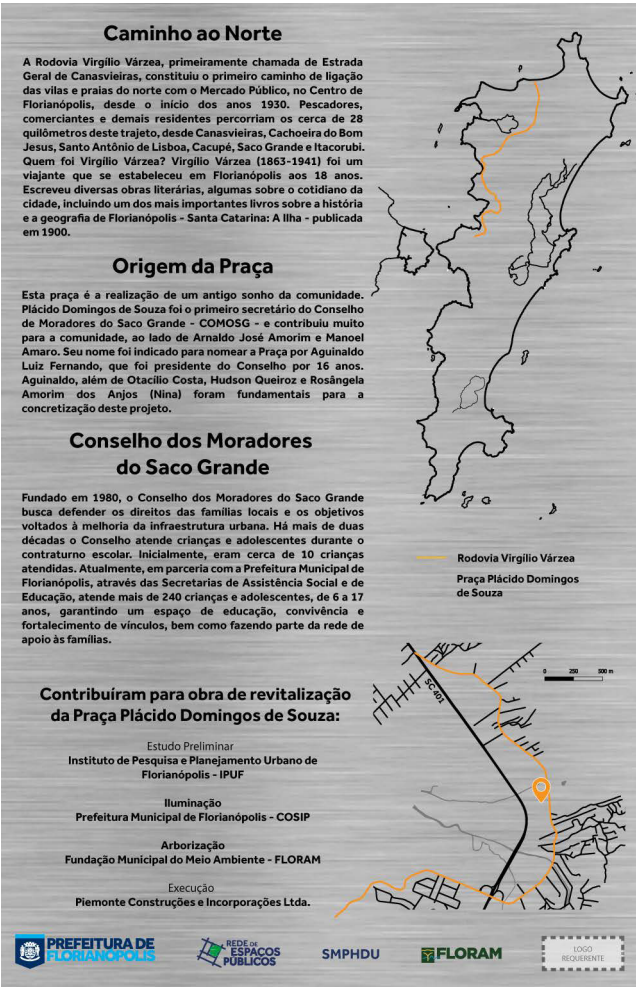 Caminho ao Norte
A Rodovia Virgílio Várzea, primeiramente chamada de Estrada
Geral de Canasvieiras, constituiu o primeiro caminho de ligação
das vilas e praias do norte com o Mercado Público, no Centro de
Florianópolis, desde o início dos anos 1930. Pescadores,
comerciantes e demais residentes percorriam os cerca de 28
quilômetros deste trajeto, desde Canasvieiras, Cachoeira do Bom
Jesus, Santo Antônio de Lisboa, Cacupé, Saco Grande e Itacorubi.
Quem foi Virgílio Várzea? Virgílio Várzea (1863-1941) foi um
viajante que se estabeleceu em Florianópolis aos 18 anos.
Escreveu diversas obras literárias, algumas sobre o cotidiano da
cidade, incluindo um dos mais importantes livros sobre a história
e a geografia de Florianópolis - Santa Catarina: A Ilha - publicada
em 1900.
Origem da Praça
Esta praça é a realização de um antigo sonho da comunidade.
Plácido Domingos de Souza foi o primeiro secretário do Conselho
de Moradores do Saco Grande - COMOSG - e contribuiu muito
para a comunidade, ao lado de Arnaldo José Amorim e Manoel
Amaro. Seu nome foi indicado para nomear a Praça por Aguinaldo
Luiz Fernando, que foi presidente do Conselho por 16 anos.
Aguinaldo, além de Otacílio Costa, Hudson Queiroz e Rosângela
Amorim dos Anjos (Nina) foram fundamentais para a
concretização deste projeto.
Conselho dos Moradores
do Saco Grande
Fundado em 1980, o Conselho dos Moradores do Saco Grande
busca defender os direitos das famílias locais e os objetivos
voltados à melhoria da infraestrutura urbana. Há mais de duas
décadas o Conselho atende crianças e adolescentes durante o
contraturno escolar. Inicialmente, eram cerca de 10 crianças
atendidas. Atualmente, em parceria com a Prefeitura Municipal de
Florianópolis, através das Secretarias de Assistência Social e de
Educação, atende mais de 240 crianças e adolescentes, de 6 a 17
anos, garantindo um espaço de educação, convivência e
fortalecimento de vínculos, bem como fazendo parte da rede de
apoio às famílias.
Rodovia Virgílio Várzea
Praça Plácido Domingos
de Souza
0 250 500 m
SC 401
Contribuíram para obra de revitalização
da Praça Plácido Domingos de Souza:
Estudo Preliminar
Instituto de Pesquisa e Planejamento Urbano de
Florianópolis - IPUF
Iluminação
Prefeitura Municipal de Florianópolis - COSIP
Arborização
Fundação Municipal do Meio Ambiente - FLORAM
Execução
Piemonte Construções e Incorporações Ltda.
PREFEITURA DE
FLORIANÓPOLIS
REDE DE
ESPAÇOS
PÚBLICOS
SMPHDU
FLORAM
LOGO
REQUERENTE